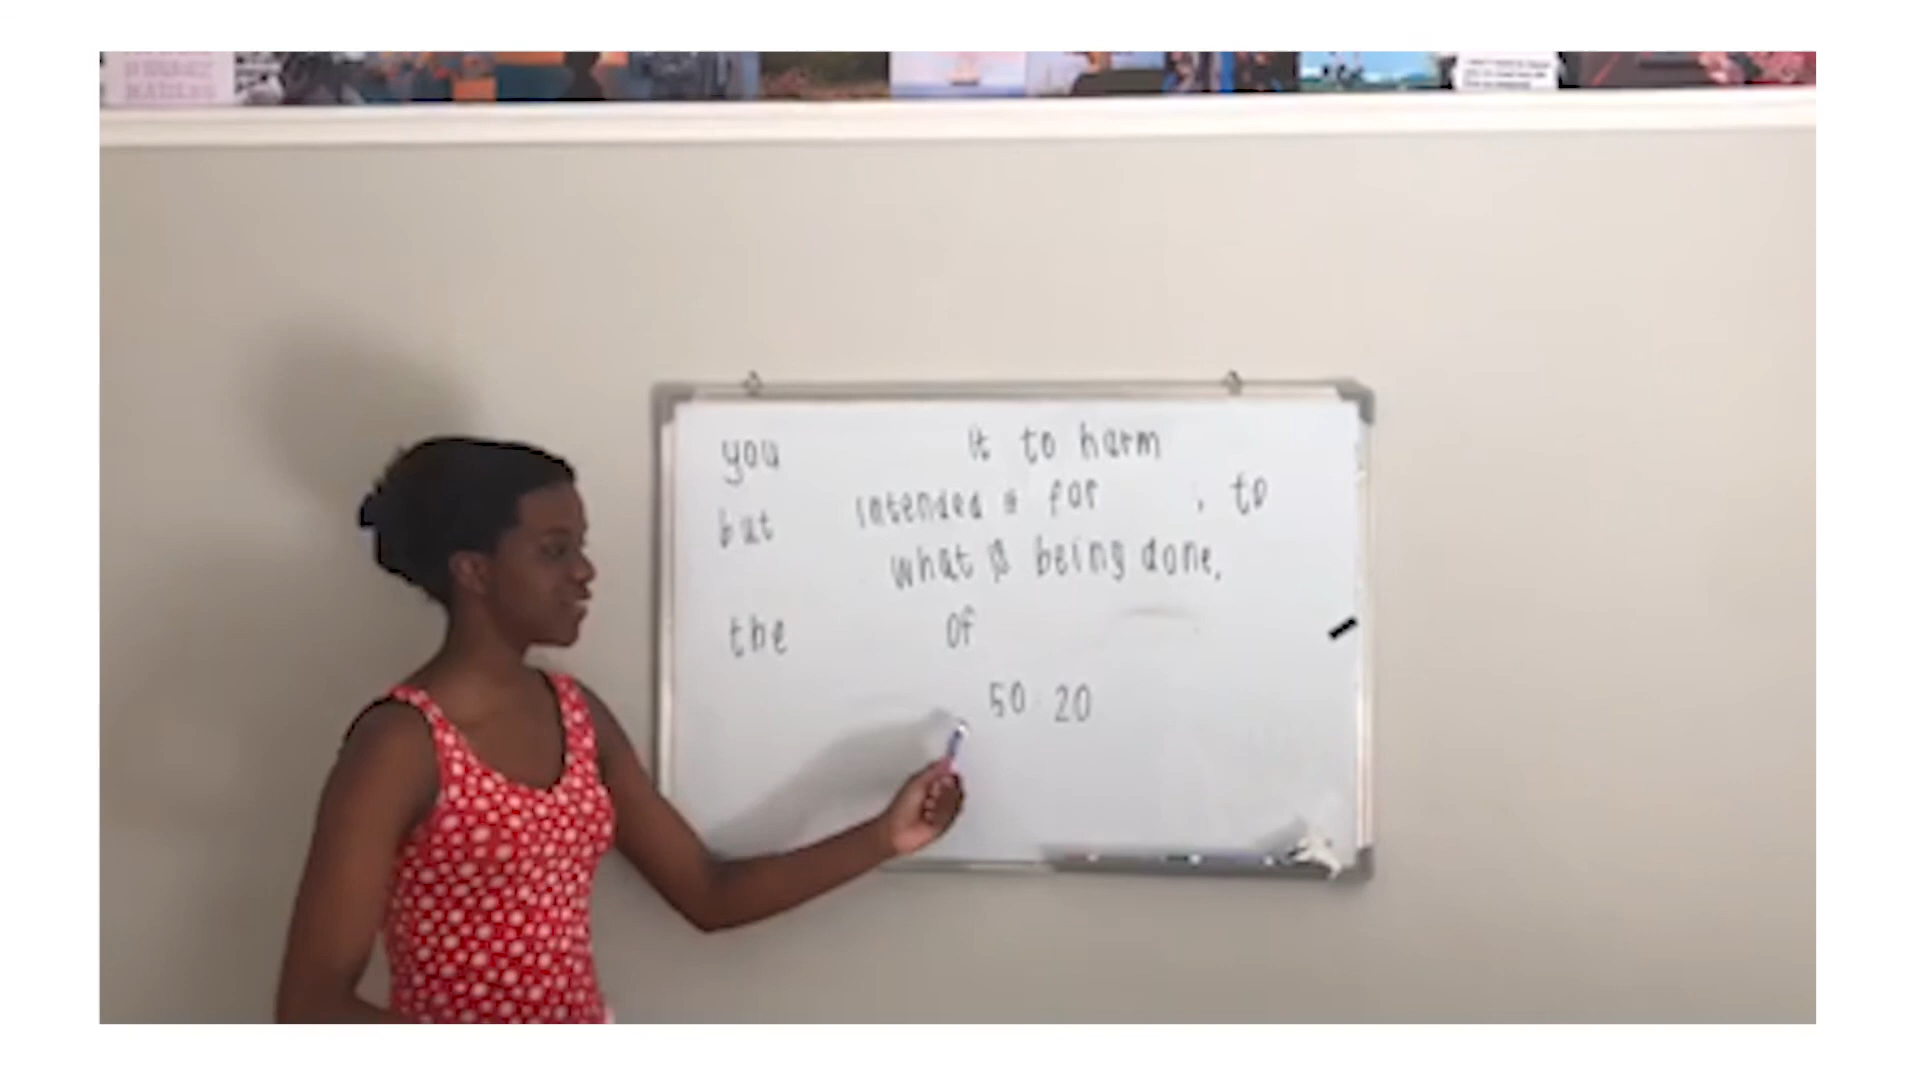 you it to harm
but intended it for , to
what is being done,
the of
50 20